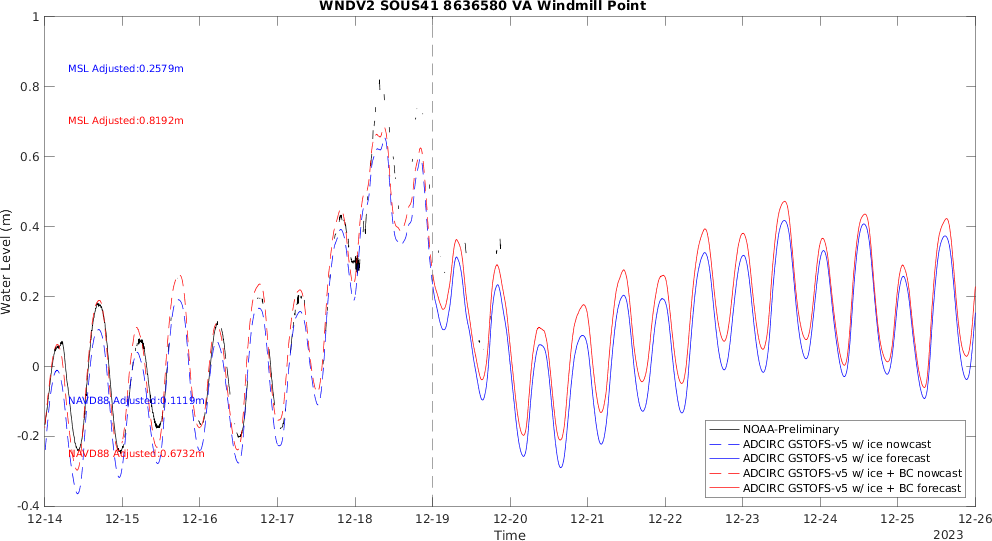 WNDV2 SOUS41 8636580 VA Windmill Point
1
0.8
0.6
0.4
0.2
0
-0.2
-0.4
Water Level (m)
MSL Adjusted:0.2579m
MSL Adjusted:0.8192m
NAVD88 Adjusted:0.1119m
NAVD88 Adjusted:0.6732m
NOAA-Preliminary
ADCIRC GSTOFS-v5 w/ ice nowcast
ADCIRC GSTOFS-v5 w/ ice forecast
ADCIRC GSTOFS-v5 w/ ice + BC nowcast
ADCIRC GSTOFS-v5 w/ ice + BC forecast
12-14 12-15 12-16 12-17 12-18 12-19 12-20 12-21 12-22 12-23 12-24 12-25 12-26
Time
2023